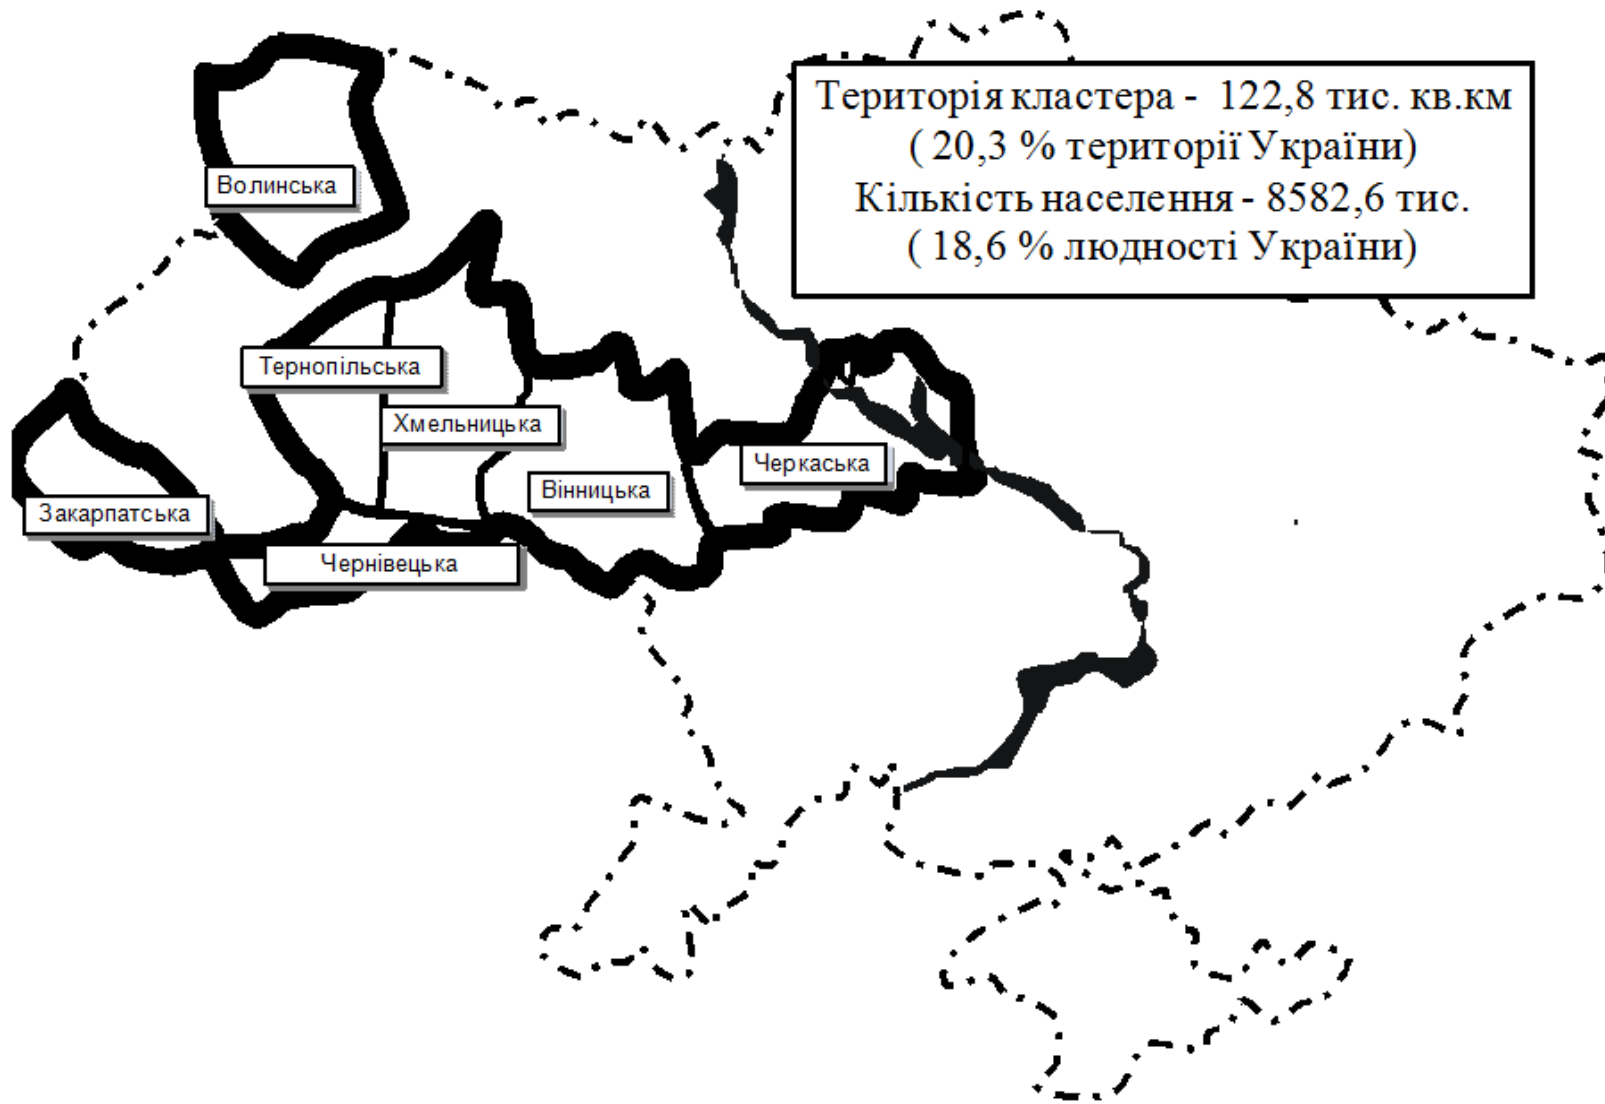 Територія кластера - 122,8 тис. кв.км
( 20,3 % території України)
Кількість населення - 8582,6 тис.
( 18,6 % людності України)
Волинська
Тернопільська
Хмельницька
Черкаська
Вінницька
Закарпатська
Чернівецька